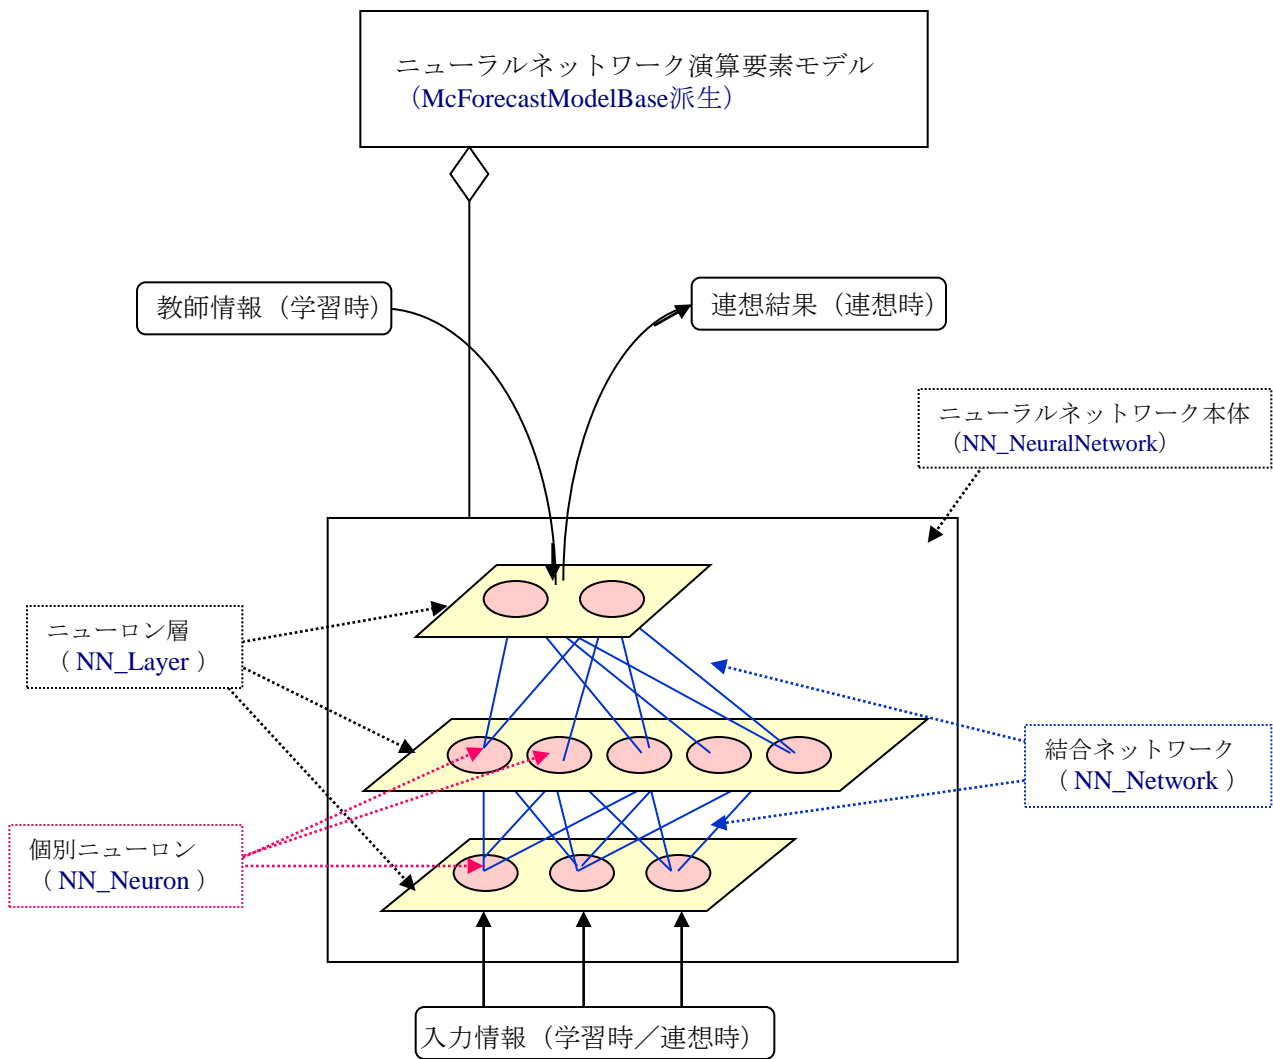 ニューラルネットワーク演算要素モデル
（McForecastModelBase派生）
教師情報（学習時）
連想結果（連想時）
ニューラルネットワーク本体
（NN_NeuralNetwork）
ニューロン層
（ NN_Layer ）
結合ネットワーク
（ NN_Network ）
個別ニューロン
（ NN_Neuron ）
入力情報（学習時／連想時）